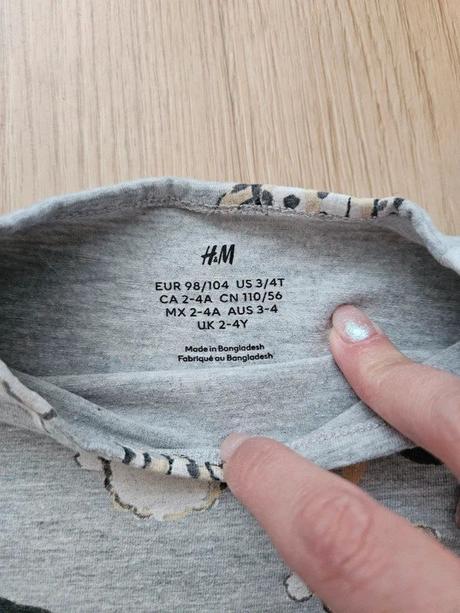 H&M
EUR 98/104 US 3/4T
CA 2-4A CN 110/56
MX 2-4A AUS 3-4
UK 2-4Y
Made in Bangladesh
Fabriqué au Bangladesh